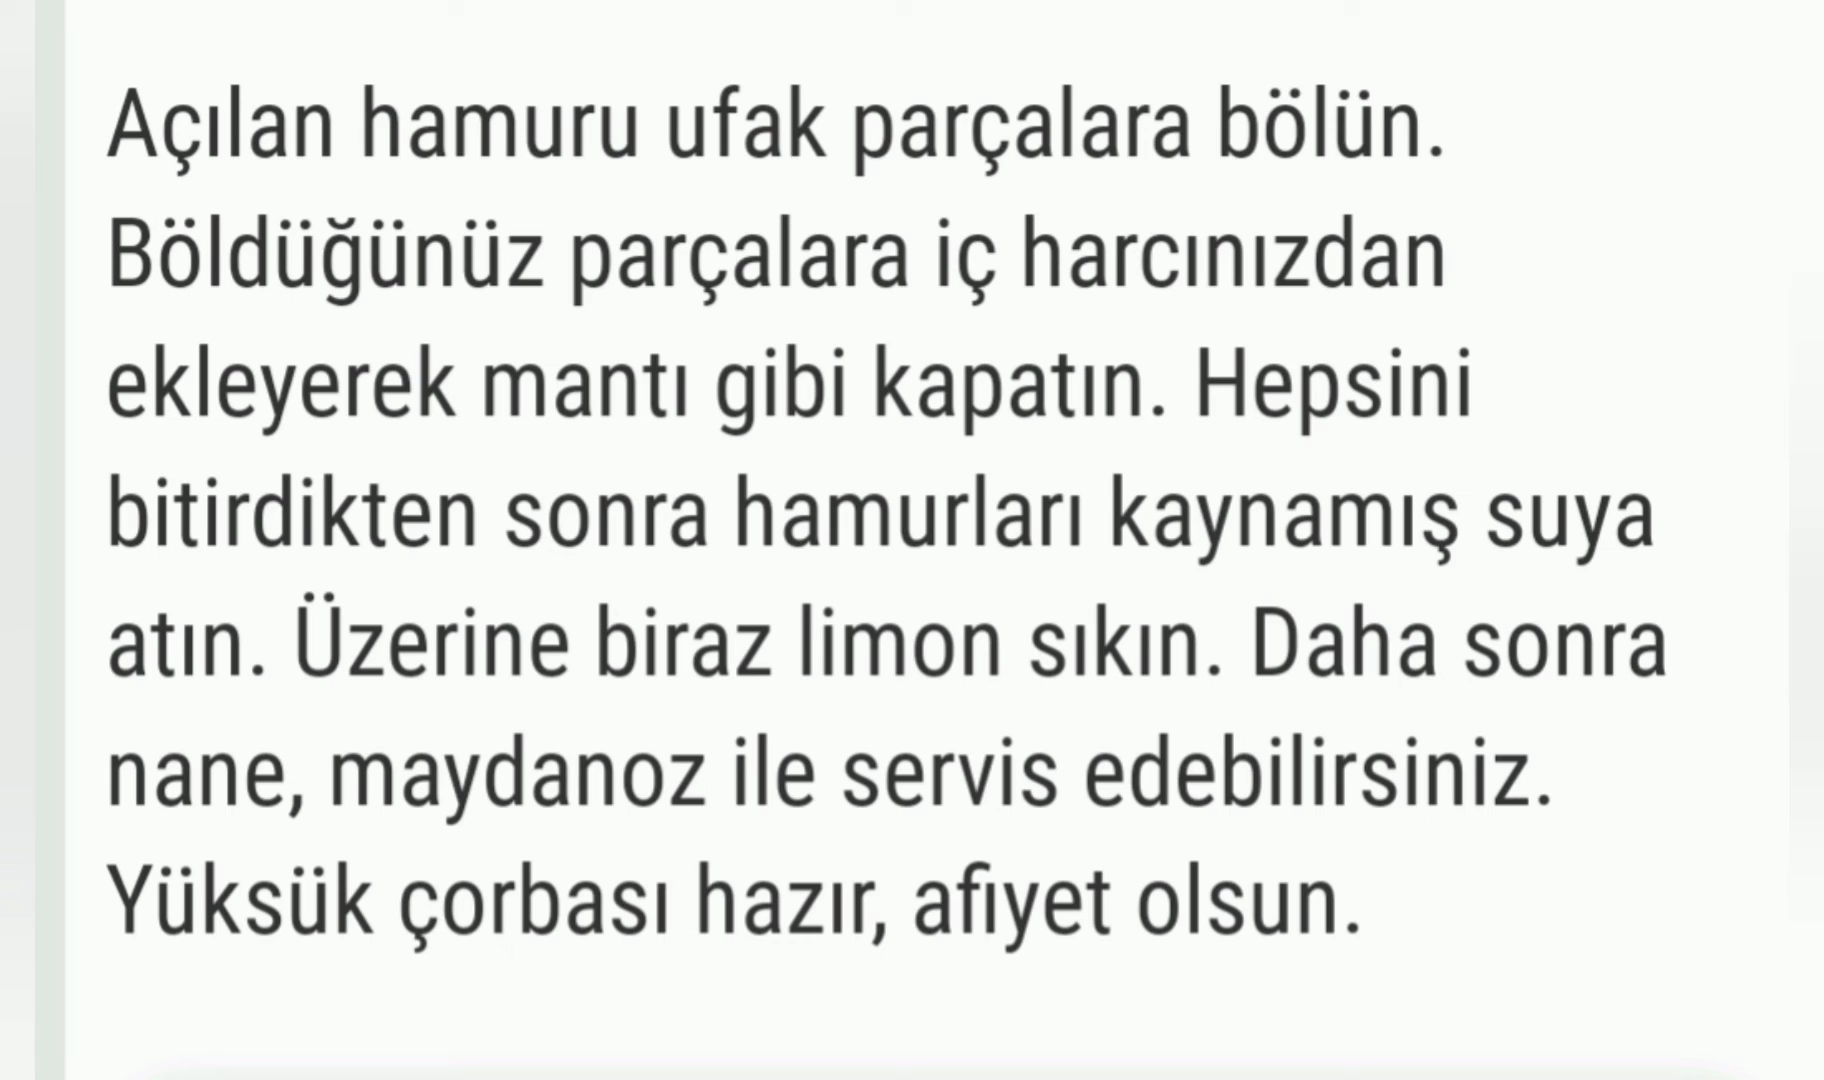 Açılan hamuru ufak parçalara bölün.
Böldüğünüz parçalara iç harcınızdan
ekleyerek mantı gibi kapatın. Hepsini
bitirdikten sonra hamurları kaynamış suya
atın. Üzerine biraz limon sıkın. Daha sonra
nane, maydanoz ile servis edebilirsiniz.
Yüksük çorbası hazır, afiyet olsun.